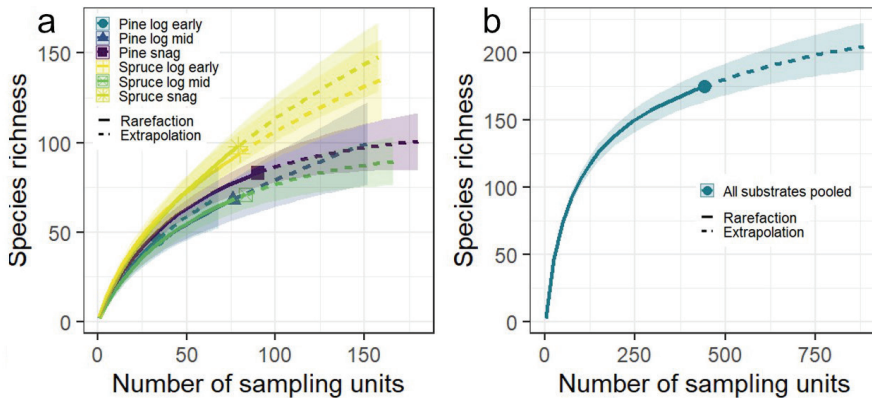 a
Pine log early
Pine log mid
Pine snag
Spruce log early
Spruce log mid
Spruce snag
Rarefaction
Extrapolation
Species richness
150
100
50
0
0 50 100 150
Number of sampling units
b
All substrates pooled
Rarefaction
Extrapolation
Species richness
200
150
100
50
0
0 250 500 750
Number of sampling units